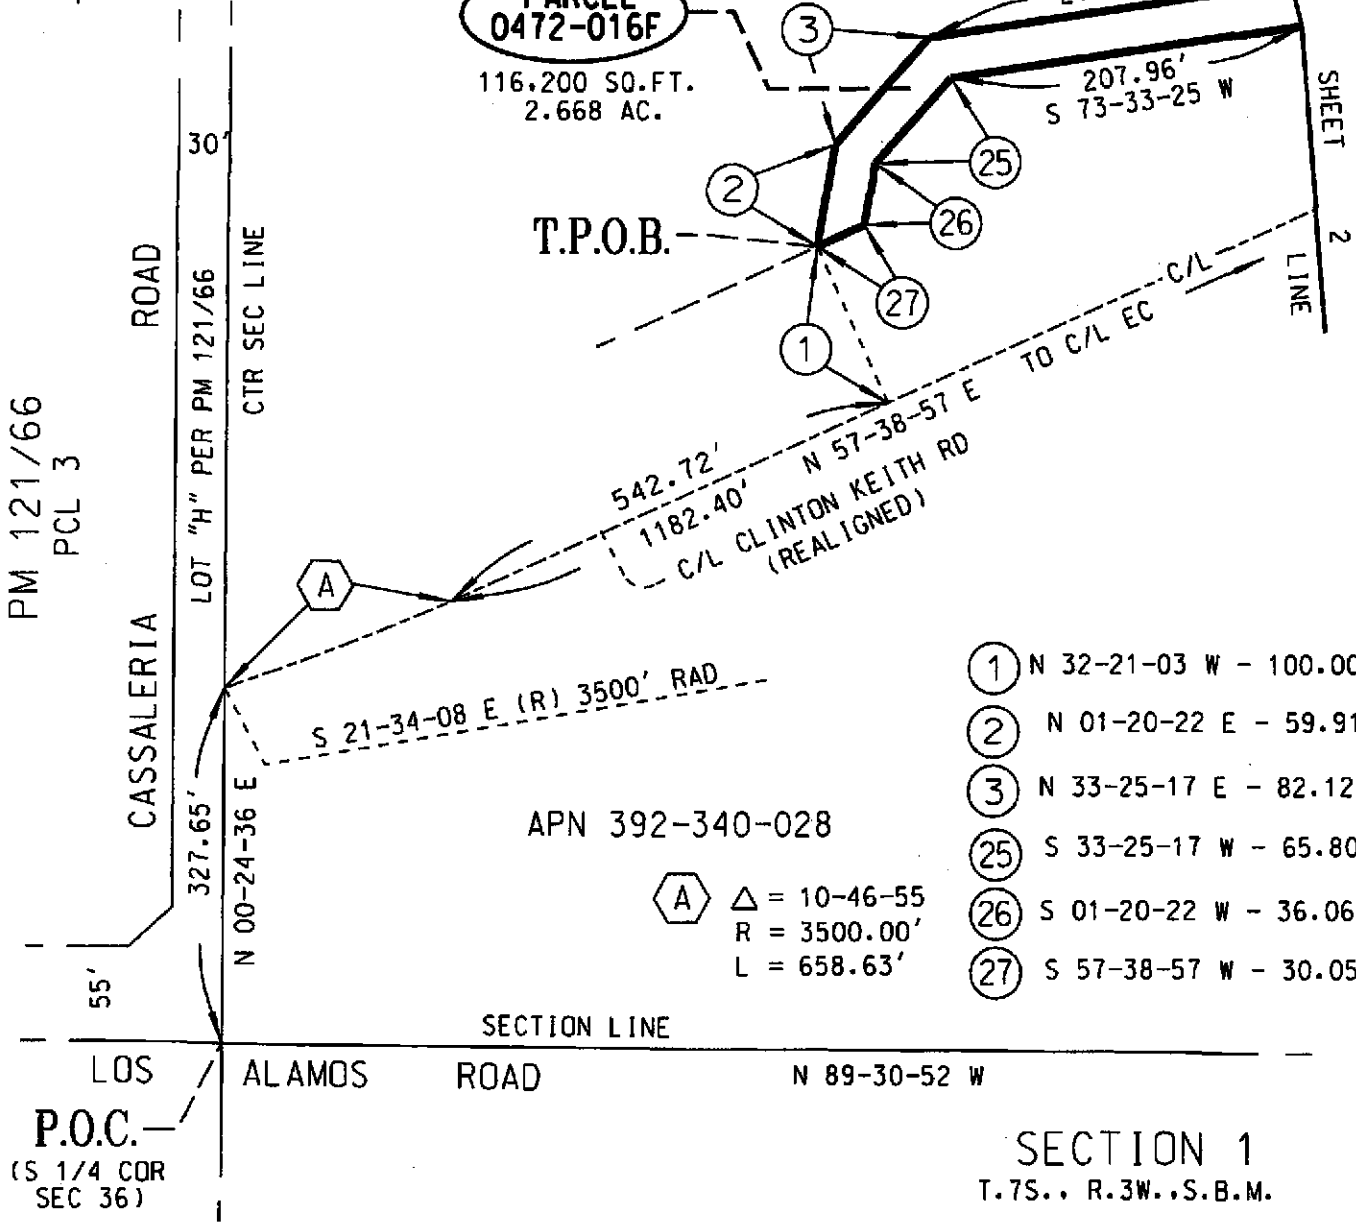 PARCEL
0472-016F
116,200 SQ.FT.
2.668 AC.
3
207.96'
S 73-33-25 W
SHEET 2
LINE
30'
2
25
26
T.P.O.B.
27
1
ROAD
CASSALERIA
LOT "H" PER PM 121/66
CTR SEC LINE
C/L
TO C/L EC
N 57-38-57 E
542.72'
1182.40'
C/L CLINTON KEITH RD
(REALIGNED)
PM 121/66
PCL 3
A
S 21-34-08 E (R) 3500' RAD
327.65'
N 00-24-36 E
APN 392-340-028
A Δ = 10-46-55
R = 3500.00'
L = 658.63'
1 N 32-21-03 W - 100.00
2 N 01-20-22 E - 59.91
3 N 33-25-17 E - 82.12
25 S 33-25-17 W - 65.80
26 S 01-20-22 W - 36.06
27 S 57-38-57 W - 30.05
55'
SECTION LINE
LOS ALAMOS ROAD
N 89-30-52 W
P.O.C.
(S 1/4 COR
SEC 36)
SECTION 1
T.7S., R.3W.,S.B.M.